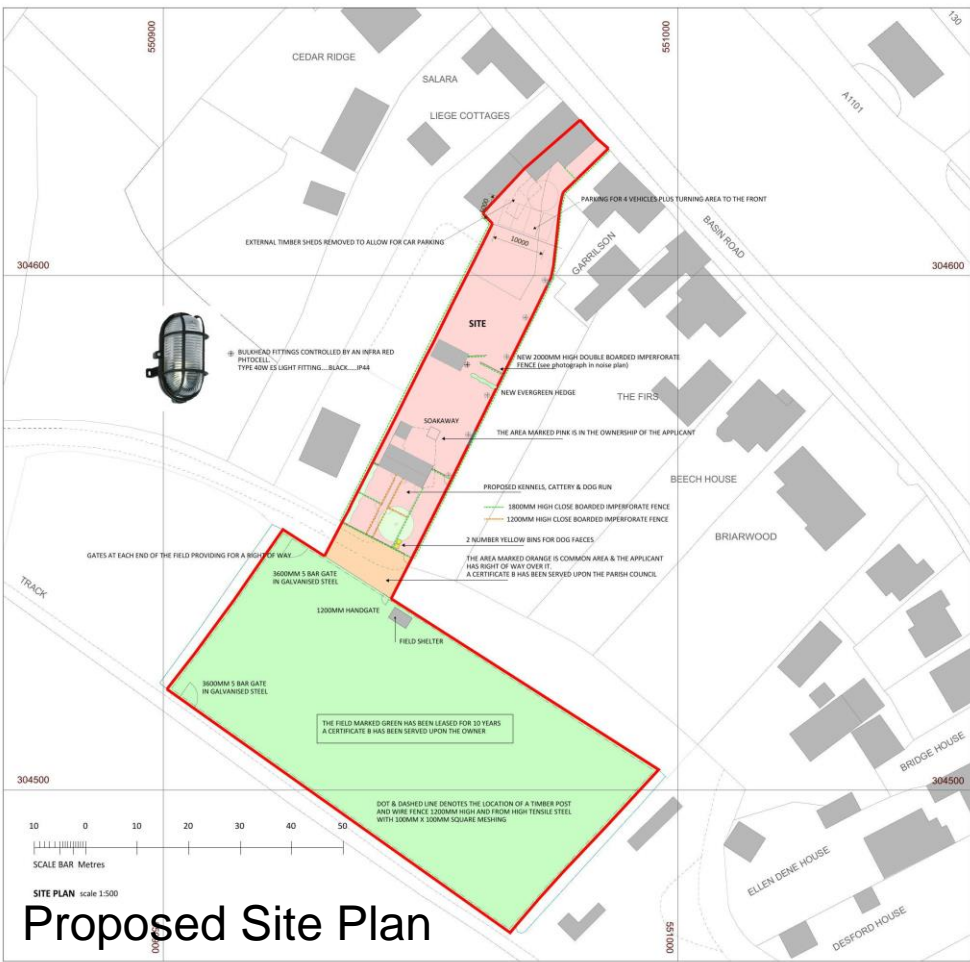 550900
551000
130
CEDAR RIDGE
A1101
SALARA
LIEGE COTTAGES
PARKING FOR 4 VEHICLES PLUS TURNING AREA TO THE FRONT
BASIN ROAD
EXTERNAL TIMBER SHEDS REMOVED TO ALLOW FOR CAR PARKING
10000
GARRILSON
304600
304600
SITE
BULKHEAD FITTINGS CONTROLLED BY AN INFRA RED
PHTOCELL.
TYPE 40W ES LIGHT FITTING....BLACK.....IP44
NEW 2000MM HIGH DOUBLE BOARDED IMPERFORATE
FENCE (see photograph in noise plan)
NEW EVERGREEN HEDGE
THE FIRS
SOAKAWAY
THE AREA MARKED PINK IS IN THE OWNERSHIP OF THE APPLICANT
BEECH HOUSE
PROPOSED KENNELS, CATTERY & DOG RUN
1800MM HIGH CLOSE BOARDED IMPERFORATE FENCE
1200MM HIGH CLOSE BOARDED IMPERFORATE FENCE
BRIARWOOD
2 NUMBER YELLOW BINS FOR DOG FAECES
GATES AT EACH END OF THE FIELD PROVIDING FOR A RIGHT OF WAY
THE AREA MARKED ORANGE IS COMMON AREA & THE APPLICANT
HAS RIGHT OF WAY OVER IT.
A CERTIFICATE B HAS BEEN SERVED UPON THE PARISH COUNCIL
3600MM 5 BAR GATE
IN GALVANISED STEEL
TRACK
1200MM HANDGATE
FIELD SHELTER
3600MM 5 BAR GATE
IN GALVANISED STEEL
THE FIELD MARKED GREEN HAS BEEN LEASED FOR 10 YEARS
A CERTIFICATE B HAS BEEN SERVED UPON THE OWNER
BRIDGE HOUSE
304500
304500
DOT & DASHED LINE DENOTES THE LOCATION OF A TIMBER POST
AND WIRE FENCE 1200MM HIGH AND FROM HIGH TENSILE STEEL
WITH 100MM X 100MM SQUARE MESHING
10 0 10 20 30 40 50
SCALE BAR Metres
ELLEN DENE HOUSE
SITE PLAN scale 1:500
DESFORD HOUSE
Proposed Site Plan
551000